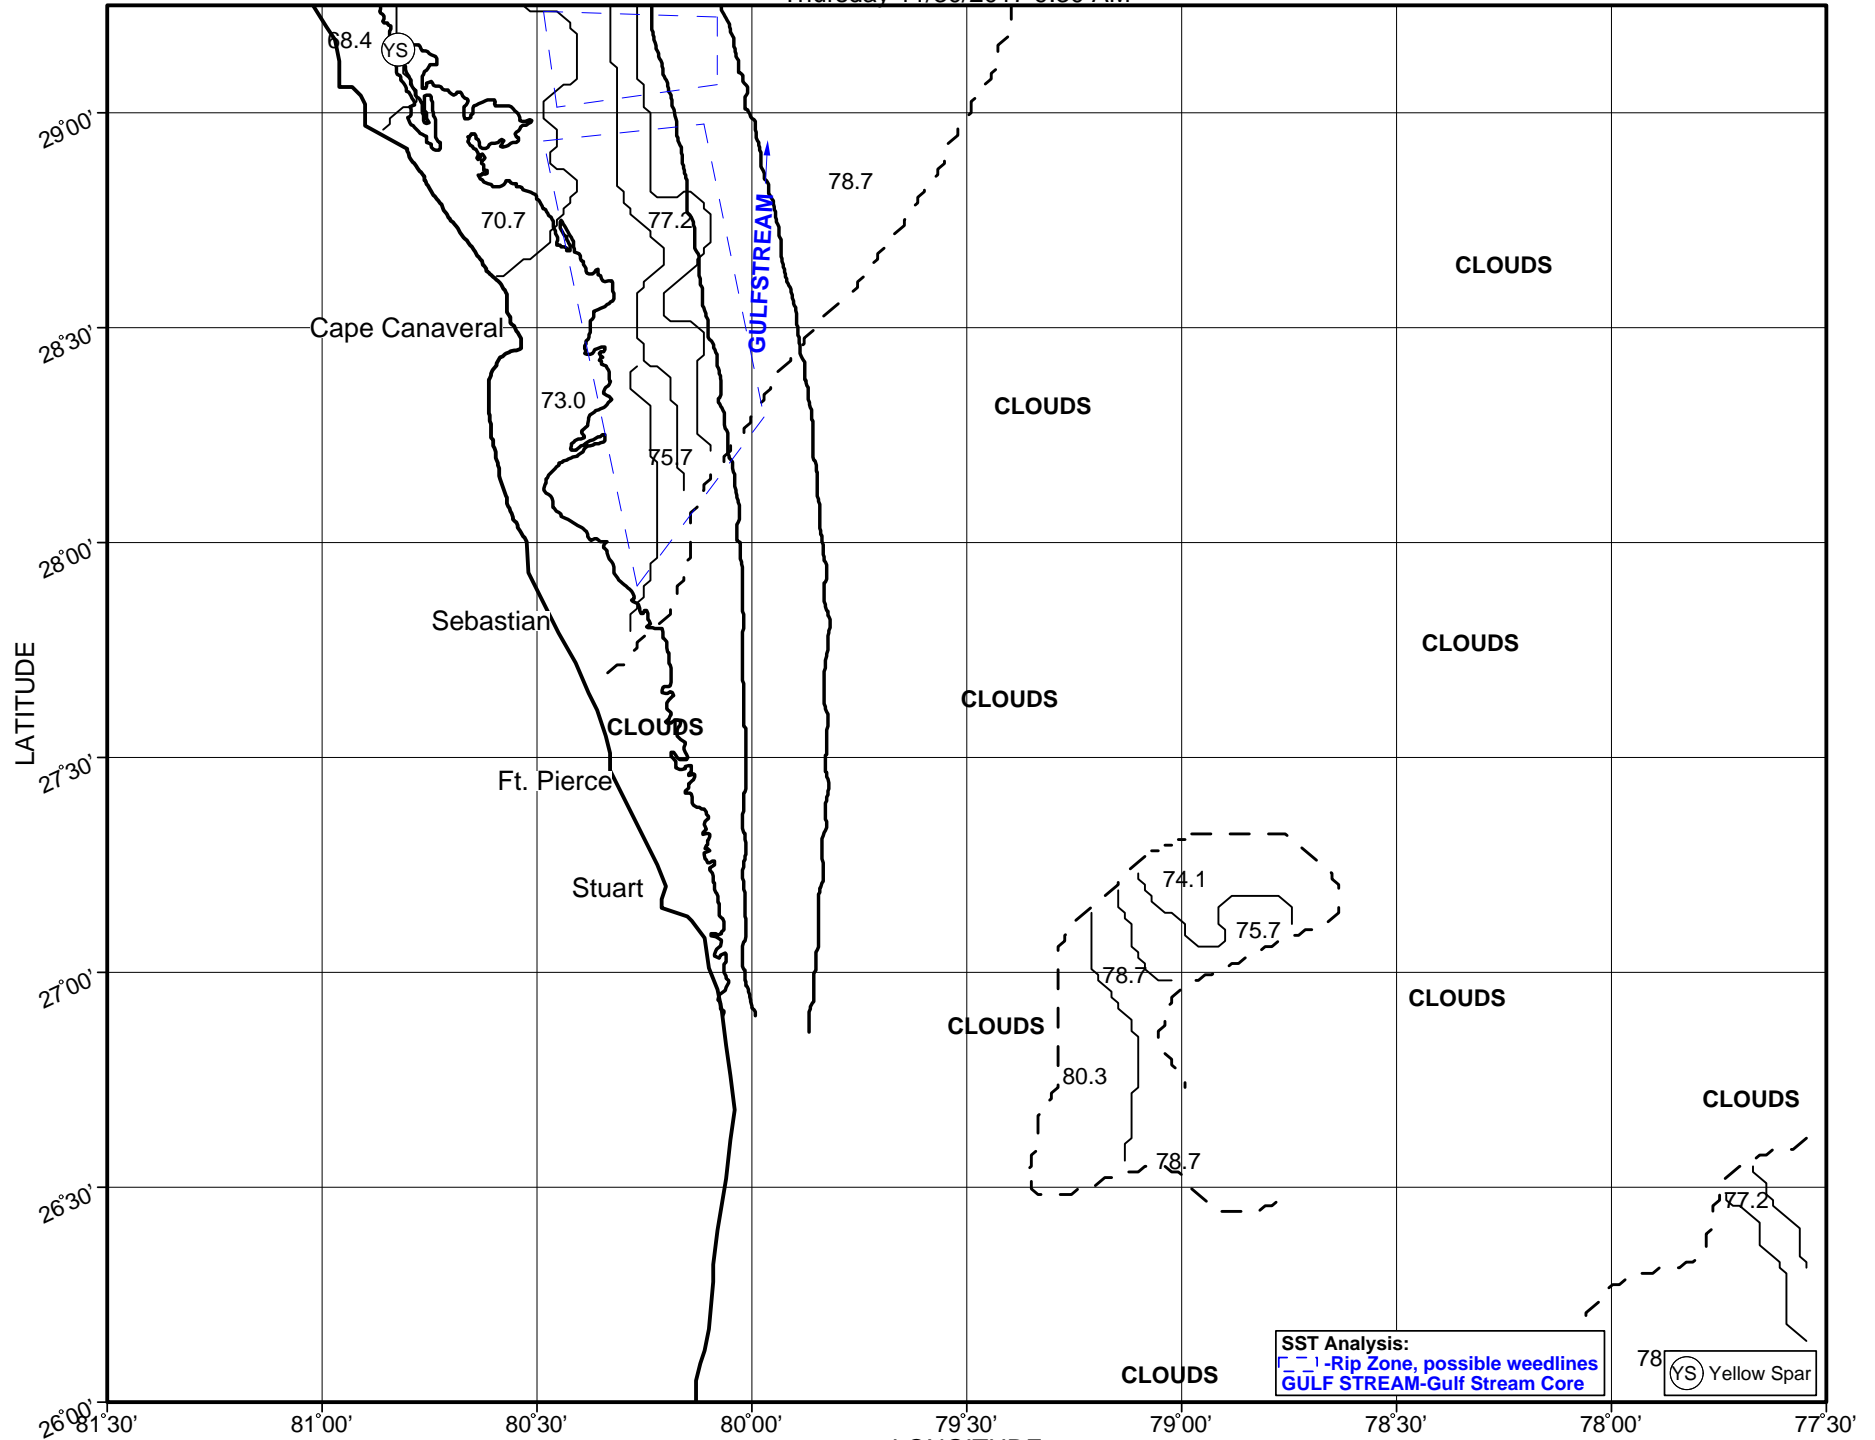 68.4
YS
29°00'
78.7
70.7
77.2
GULFSTREAM
CLOUDS
Cape Canaveral
28°30'
73.0
CLOUDS
75.7
28°00'
Sebastian
CLOUDS
LATITUDE
CLOUDS
CLOUDS
27°30'
Ft. Pierce
74.1
Stuart
75.7
27°00'
78.7
CLOUDS
CLOUDS
80.3
CLOUDS
78.7
26°30'
77.2
SST Analysis:
-Rip Zone, possible weedlines
GULF STREAM-Gulf Stream Core
CLOUDS
78
YS Yellow Spar
26°00'
81°30' 81°00' 80°30' 80°00' 79°30' 79°00' 78°30' 78°00' 77°30'